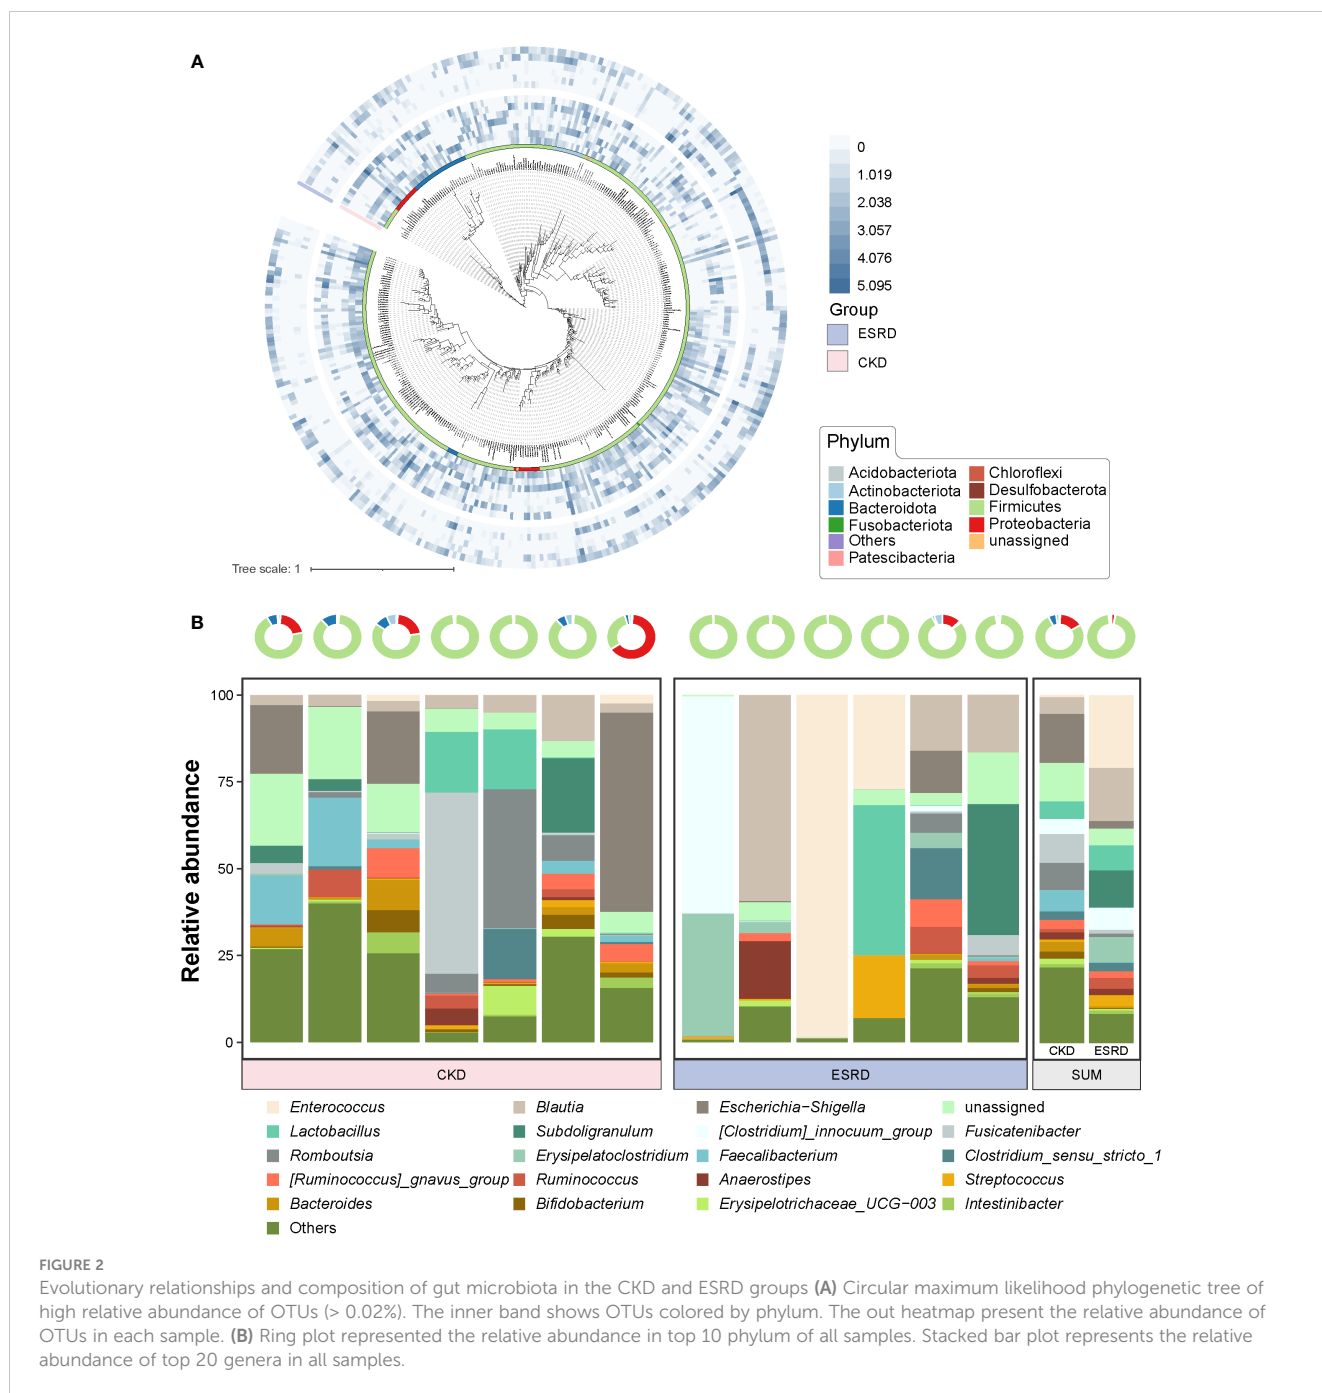 A
0
1.019
2.038
3.057
4.076
5.095
Group
ESRD
CKD
Phylum
Acidobacteriota
Actinobacteriota
Bacteroidota
Fusobacteriota
Others
Patescibacteria
Chloroflexi
Desulfobacterota
Firmicutes
Proteobacteria
unassigned
Tree scale: 1
B
Relative abundance
100
75
50
25
0
CKD ESRD
CKD ESRD SUM
Enterococcus Blautia Escherichia−Shigella unassigned
Lactobacillus Subdoligranulum [Clostridium]_innocuum_group Fusicatenibacter
Romboutsia Erysipelatoclostridium Faecalibacterium Clostridium_sensu_stricto_1
[Ruminococcus]_gnavus_group Ruminococcus Anaerostipes Streptococcus
Bacteroides Bifidobacterium Erysipelotrichaceae_UCG−003 Intestinibacter
Others
FIGURE 2
Evolutionary relationships and composition of gut microbiota in the CKD and ESRD groups (A) Circular maximum likelihood phylogenetic tree of
high relative abundance of OTUs (> 0.02%). The inner band shows OTUs colored by phylum. The out heatmap present the relative abundance of
OTUs in each sample. (B) Ring plot represented the relative abundance in top 10 phylum of all samples. Stacked bar plot represents the relative
abundance of top 20 genera in all samples.